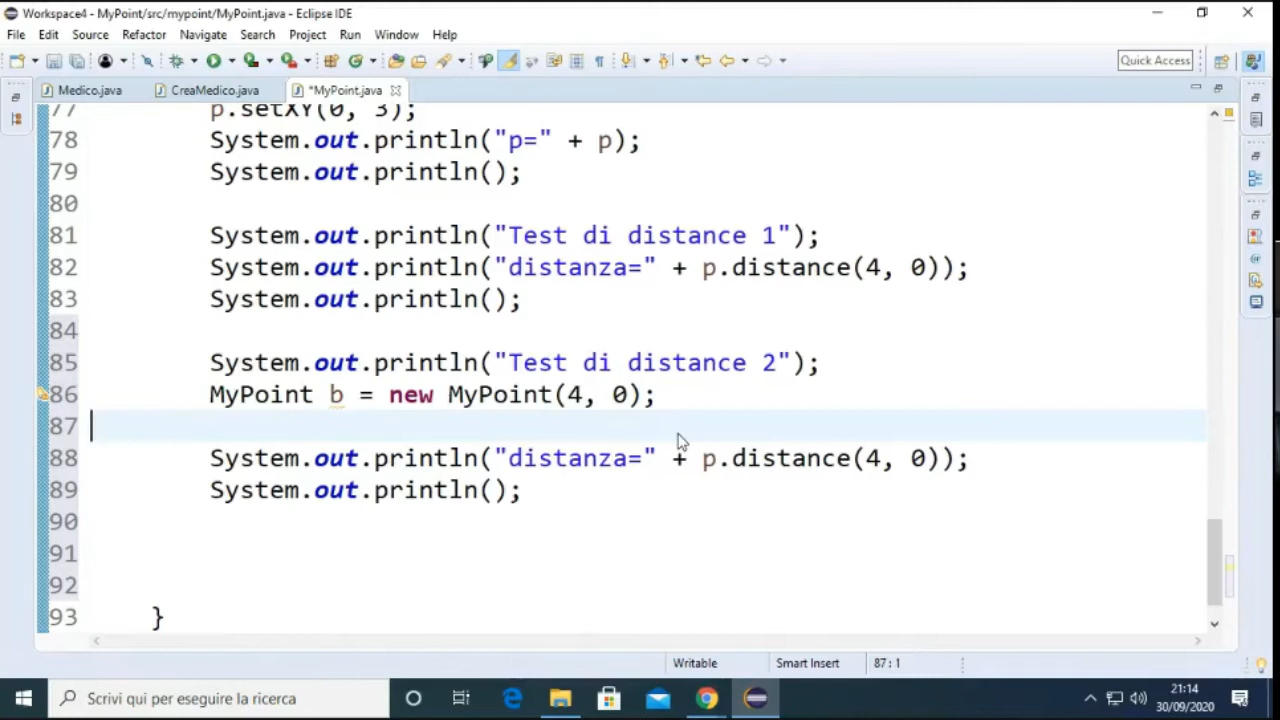 Workspace4 - MyPoint/src/mypoint/MyPoint.java - Eclipse IDE
File Edit Source Refactor Navigate Search Project Run Window Help
Quick Access
Medico.java CreaMedico.java *MyPoint.java
77 p.setXY(0, 3);
78 System.out.println("p=" + p);
79 System.out.println();
80
81 System.out.println("Test di distance 1");
82 System.out.println("distanza=" + p.distance(4, 0));
83 System.out.println();
84
85 System.out.println("Test di distance 2");
86 MyPoint b = new MyPoint(4, 0);
87
88 System.out.println("distanza=" + p.distance(4, 0));
89 System.out.println();
90
91
92
93 }
Writable Smart Insert 87 : 1
Scrivi qui per eseguire la ricerca
21:14
30/09/2020